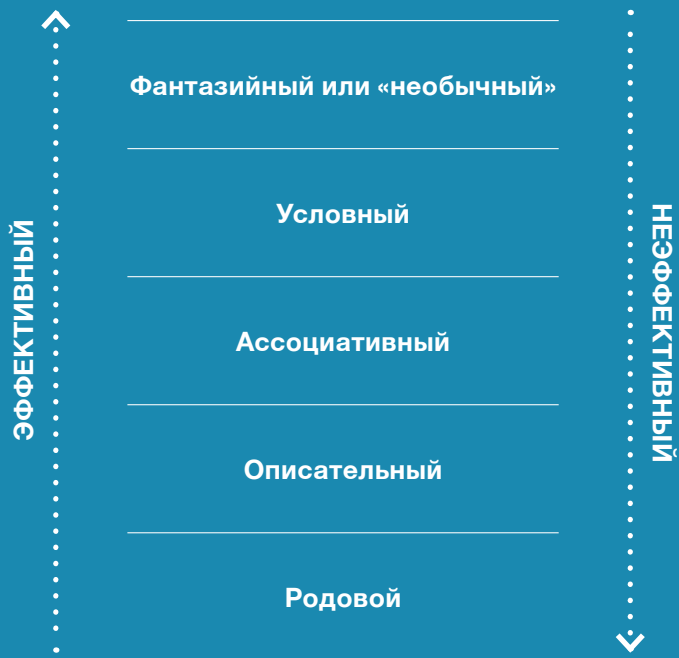 Фантазийный или «необычный»
Условный
Ассоциативный
Описательный
Родовой
ЭФФЕКТИВНЫЙ
НЕЭФФЕКТИВНЫЙ